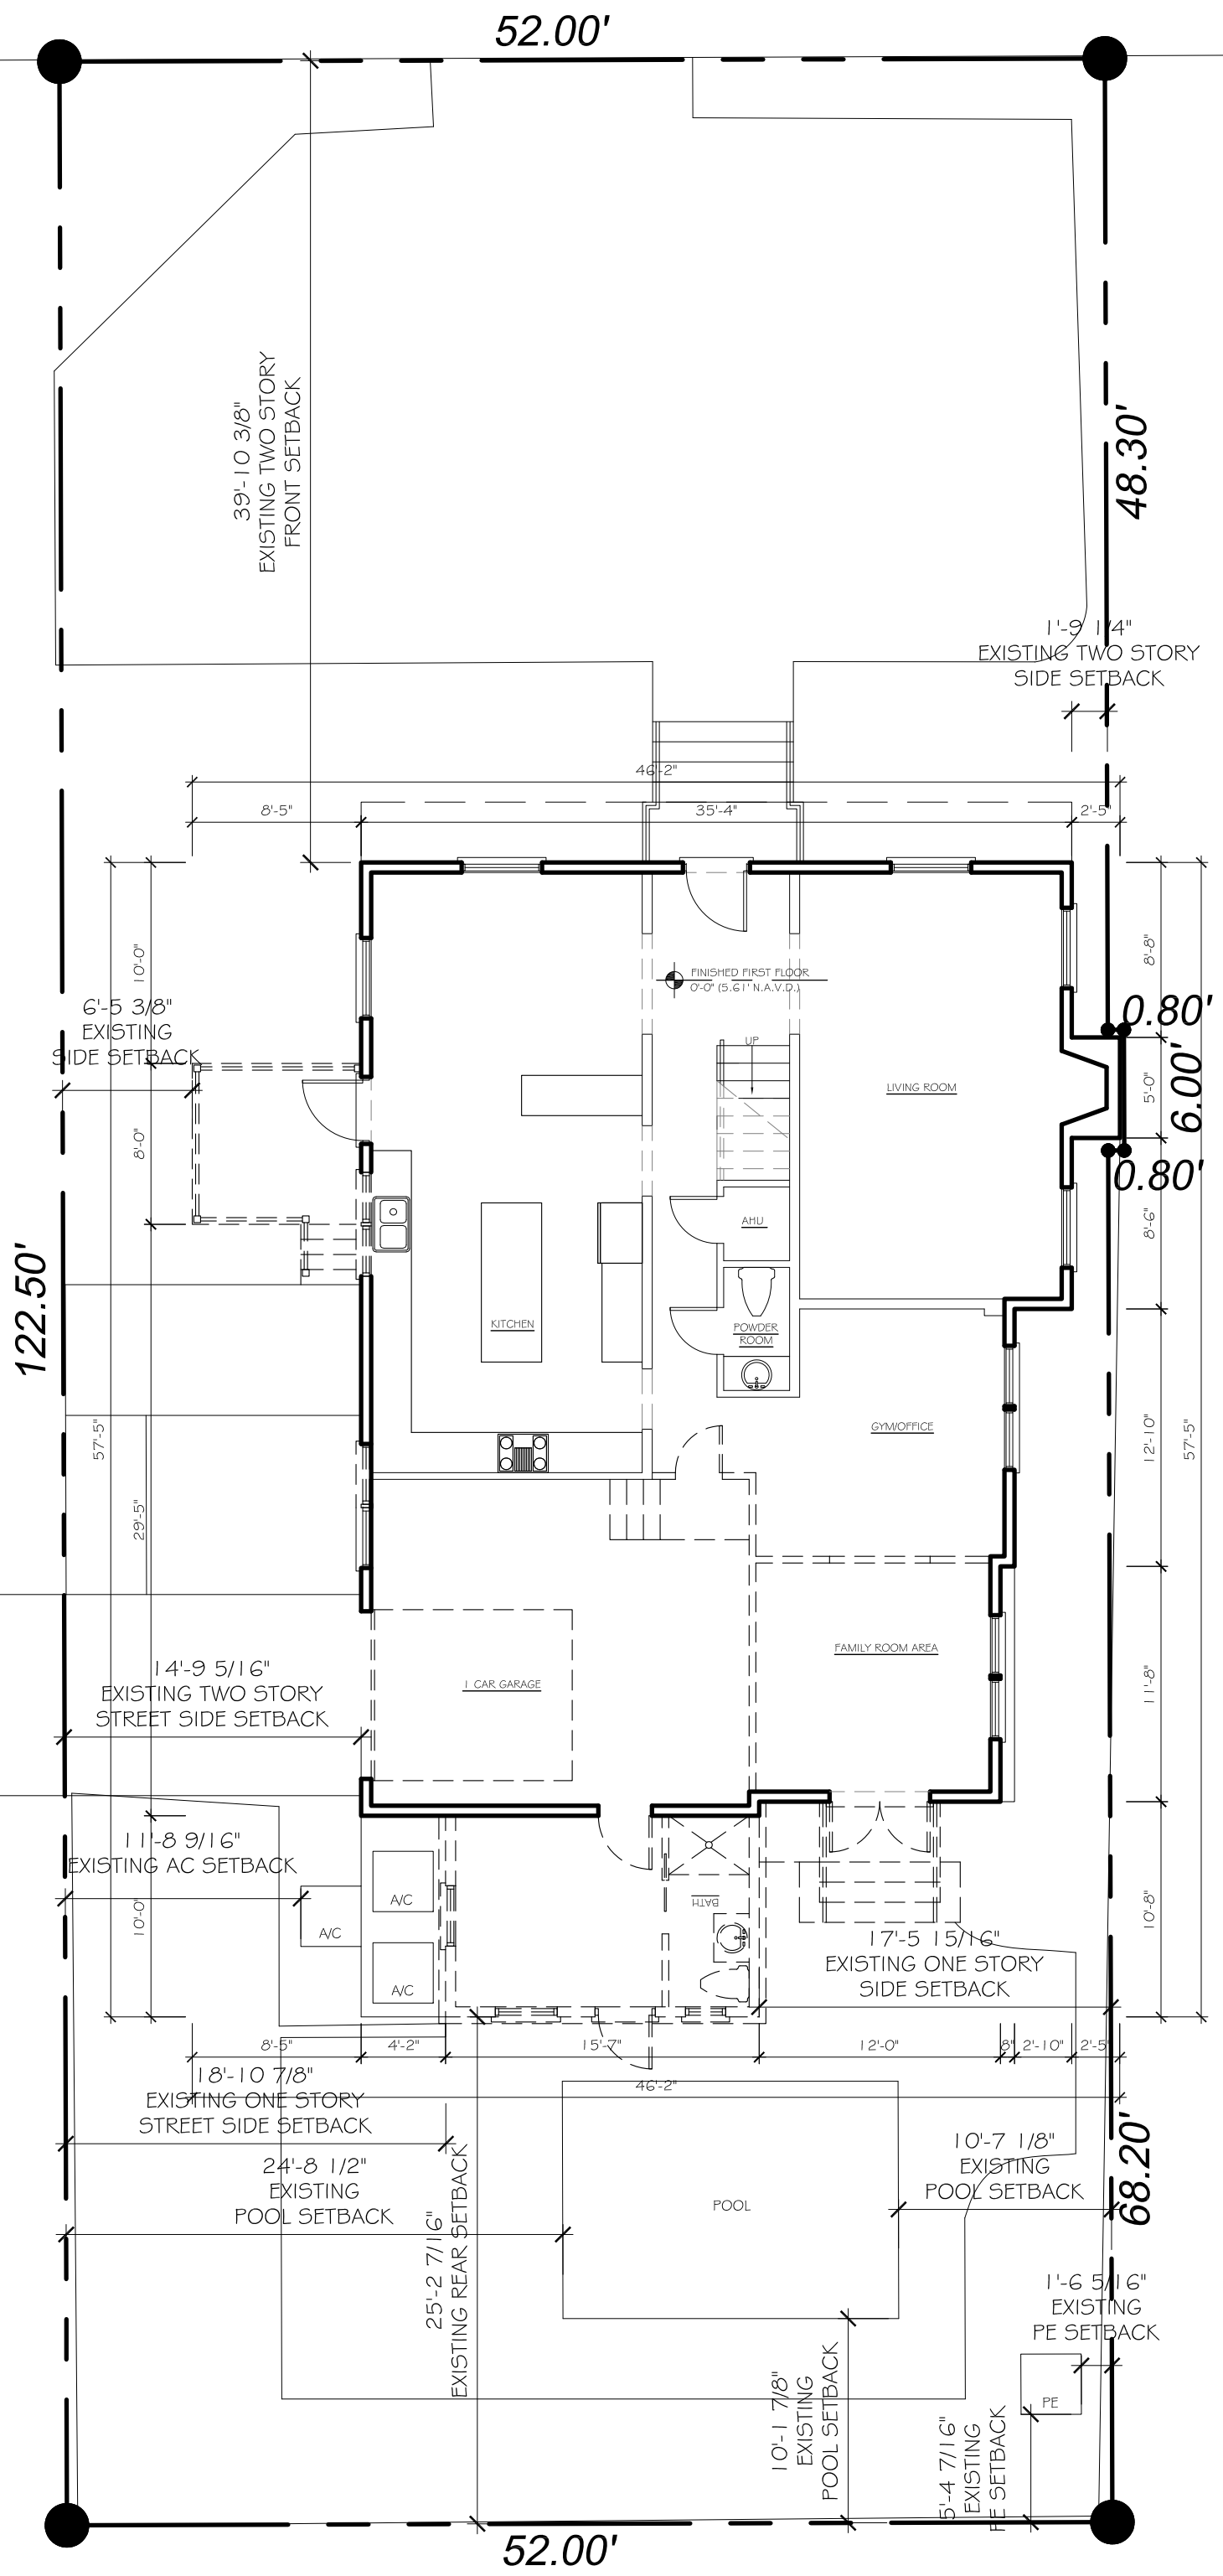 52.00'
39'-10 3/8"
EXISTING TWO STORY
FRONT SETBACK
48.30'
1'-9 1/4"
EXISTING TWO STORY
SIDE SETBACK
46'-2"
8'-5"
35'-4"
2'-5"
10'-0"
8'-8"
FINISHED FIRST FLOOR
0'-0" (5.61' N.A.V.D.)
6'-5 3/8"
EXISTING
SIDE SETBACK
0.80'
UP
LIVING ROOM
5'-0"
6.00'
8'-0"
0.80'
AHU
8'-6"
122.50'
KITCHEN
POWDER
ROOM
57'-5"
GYM/OFFICE
12'-10"
57'-5"
29'-5"
FAMILY ROOM AREA
14'-9 5/16"
EXISTING TWO STORY
STREET SIDE SETBACK
1 CAR GARAGE
11'-8"
11'-8 9/16"
EXISTING AC SETBACK
A/C
A/C
A/C
BATH
10'-0"
10'-8"
17'-5 15/16"
EXISTING ONE STORY
SIDE SETBACK
8'-5"
4'-2"
15'-7"
12'-0"
8"
2'-10"
2'-5"
46'-2"
18'-10 7/8"
EXISTING ONE STORY
STREET SIDE SETBACK
24'-8 1/2"
EXISTING
POOL SETBACK
25'-2 7/16"
EXISTING REAR SETBACK
POOL
10'-7 1/8"
EXISTING
POOL SETBACK
68.20'
1'-6 5/16"
EXISTING
PE SETBACK
PE
10'-1 7/8"
EXISTING
POOL SETBACK
5'-4 7/16"
EXISTING
PE SETBACK
52.00'